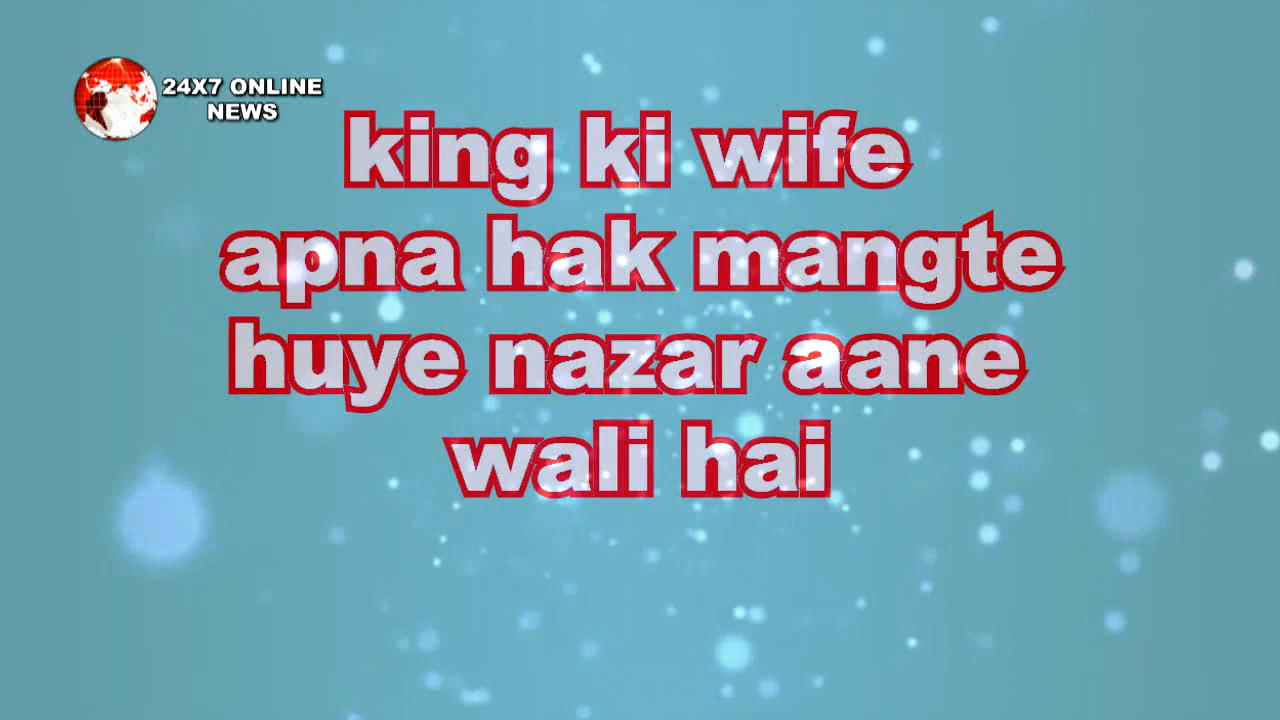 24X7 ONLINE
NEWS
king ki wife
apna hak mangte
huye nazar aane
wali hai